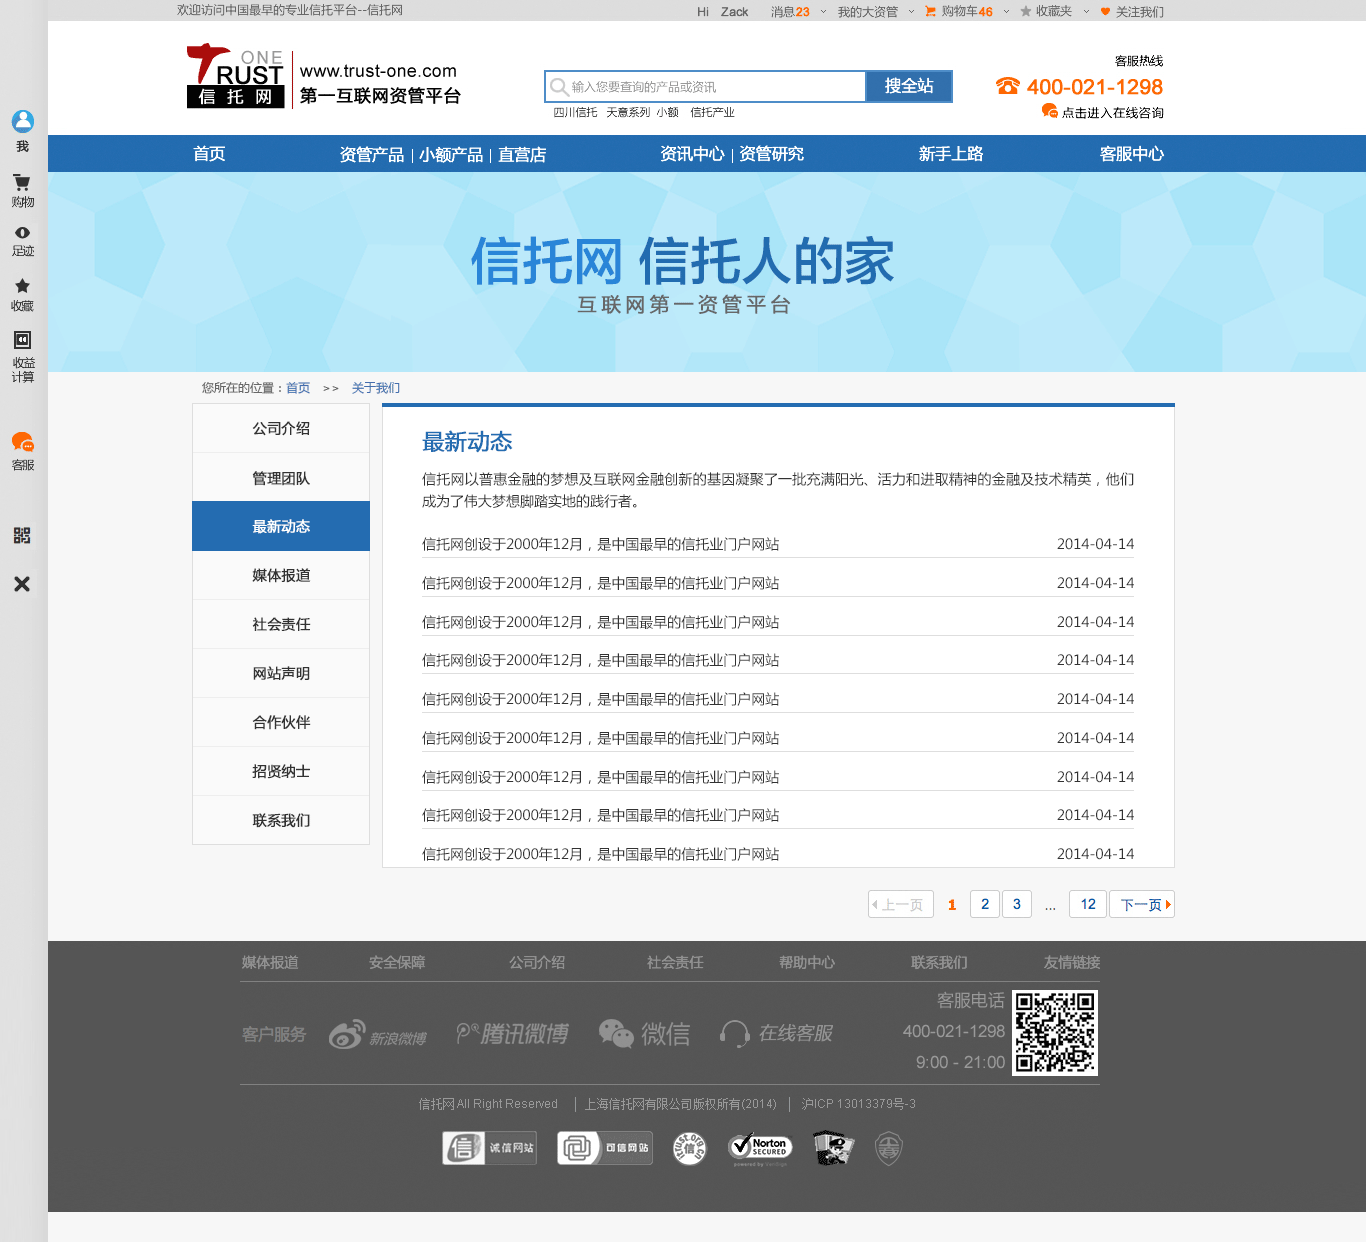 欢迎访问中国最早的专业信托平台--信托网
Hi Zack 消息23 我的大资管 购物车46 收藏夹 关注我们
ONE
TRUST
信托网
www.trust-one.com
第一互联网资管平台
输入您要查询的产品或资讯 搜全站
四川信托 天意系列 小额 信托产业
客服热线
400-021-1298
点击进入在线咨询
我
购物
足迹
收藏
收益
计算
客服
首页 资管产品 | 小额产品 | 直营店 资讯中心 | 资管研究 新手上路 客服中心
信托网 信托人的家
互联网第一资管平台
您所在的位置：首页 >> 关于我们
公司介绍
管理团队
最新动态
媒体报道
社会责任
网站声明
合作伙伴
招贤纳士
联系我们
最新动态
信托网以普惠金融的梦想及互联网金融创新的基因凝聚了一批充满阳光、活力和进取精神的金融及技术精英，他们
成为了伟大梦想脚踏实地的践行者。
信托网创设于2000年12月，是中国最早的信托业门户网站 2014-04-14
信托网创设于2000年12月，是中国最早的信托业门户网站 2014-04-14
信托网创设于2000年12月，是中国最早的信托业门户网站 2014-04-14
信托网创设于2000年12月，是中国最早的信托业门户网站 2014-04-14
信托网创设于2000年12月，是中国最早的信托业门户网站 2014-04-14
信托网创设于2000年12月，是中国最早的信托业门户网站 2014-04-14
信托网创设于2000年12月，是中国最早的信托业门户网站 2014-04-14
信托网创设于2000年12月，是中国最早的信托业门户网站 2014-04-14
信托网创设于2000年12月，是中国最早的信托业门户网站 2014-04-14
上一页 1 2 3 ... 12 下一页
媒体报道 安全保障 公司介绍 社会责任 帮助中心 联系我们 友情链接
客户服务 新浪微博 腾讯微博 微信 在线客服
客服电话
400-021-1298
9:00 - 21:00
信托网 All Right Reserved | 上海信托网有限公司版权所有(2014) | 沪ICP 13013379号-3
信 诚信网站 可信网站 信 Norton
SECURED
powered by VeriSign